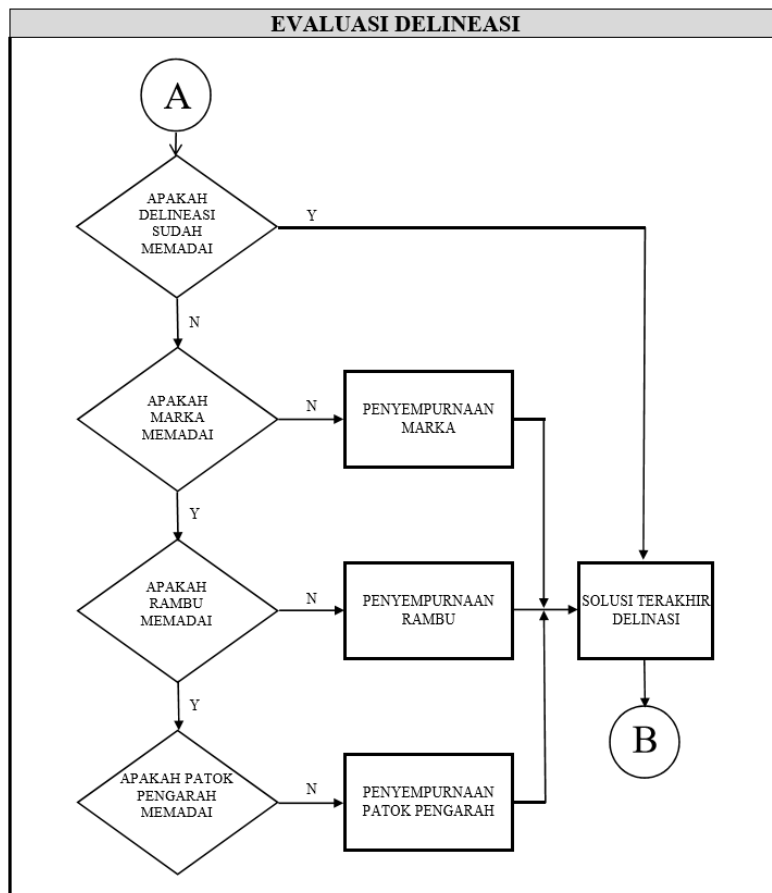 EVALUASI DELINEASI
A
APAKAH
DELINEASI
SUDAH
MEMADAI
Y
N
APAKAH
MARKA
MEMADAI
N
PENYEMPURNAAN
MARKA
Y
APAKAH
RAMBU
MEMADAI
N
PENYEMPURNAAN
RAMBU
SOLUSI TERAKHIR
DELINASI
Y
B
APAKAH PATOK
PENGARAH
MEMADAI
N
PENYEMPURNAAN
PATOK PENGARAH